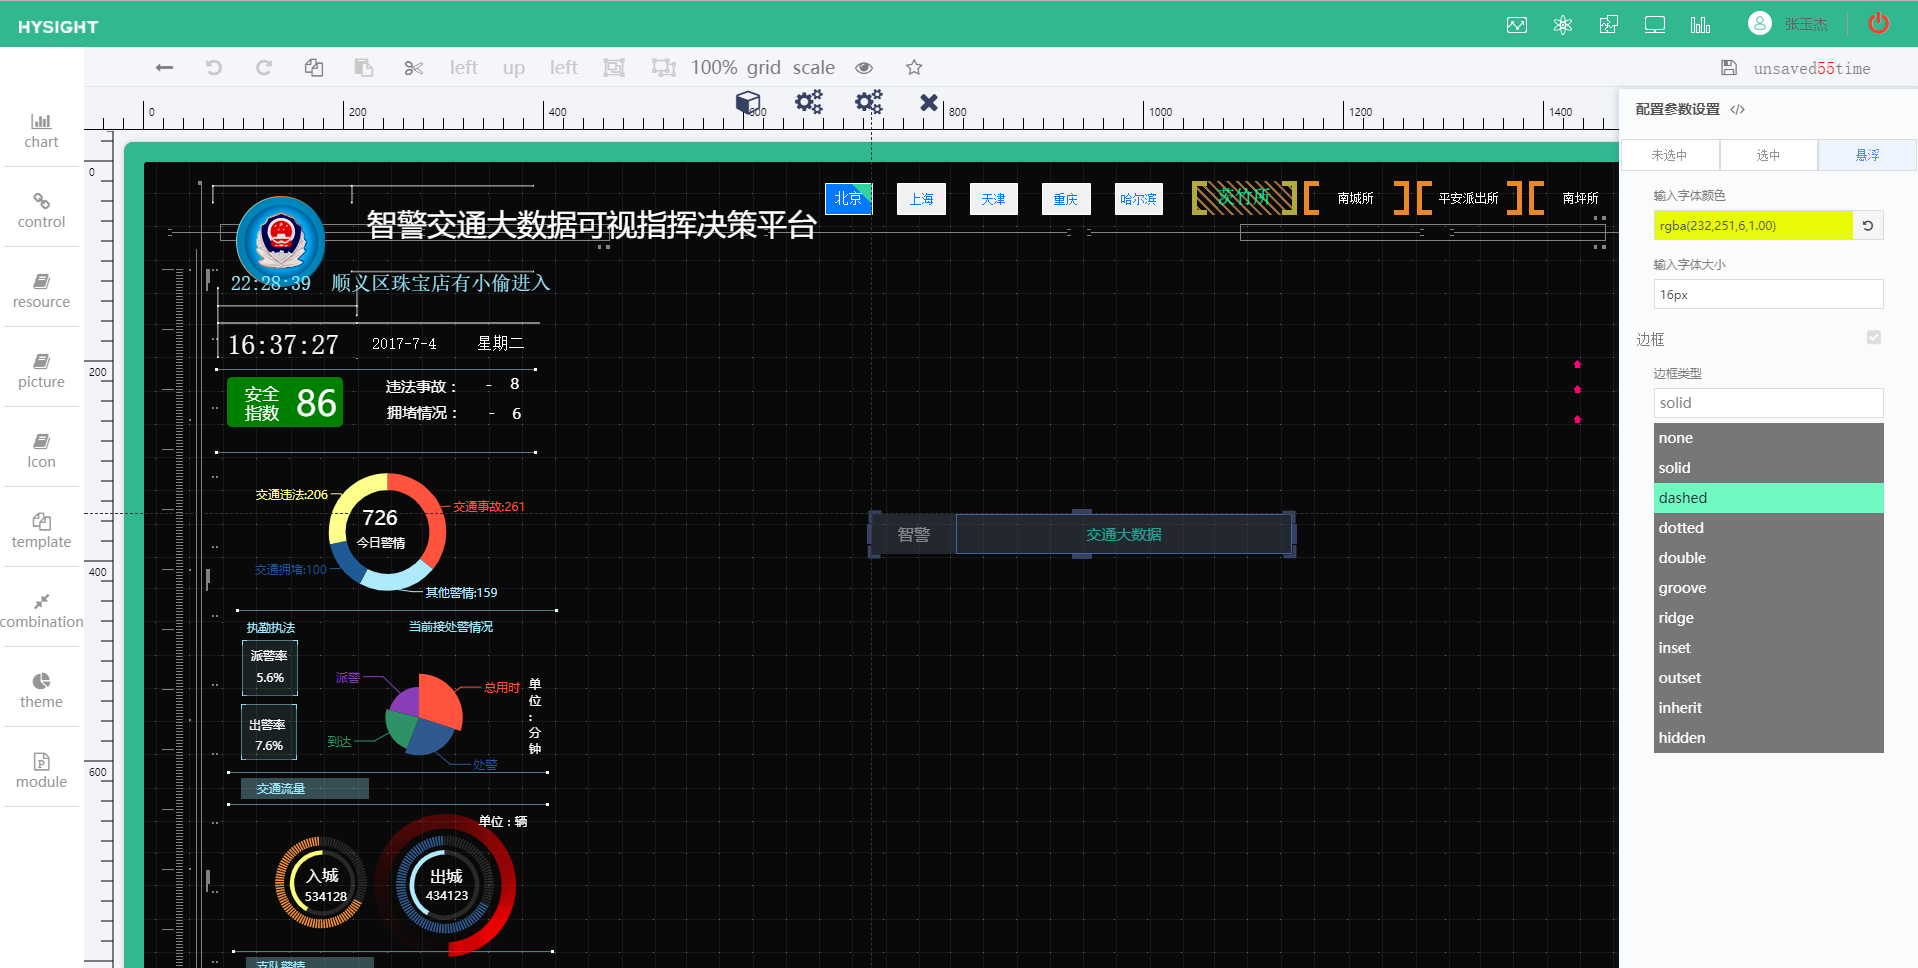 HYSIGHT
张玉杰
left
up
left
100%
grid
scale
unsaved55time
chart
control
resource
picture
Icon
template
combination
theme
module
0
200
400
600
800
1000
1200
1400
0
200
400
600
智警交通大数据可视指挥决策平台
22:28:39 顺义区珠宝店有小偷进入
16:37:27 2017-7-4 星期二
安全指数 86
违法事故： - 8
拥堵情况： - 6
北京
上海
天津
重庆
哈尔滨
茨竹所
南城所
平安派出所
南坪所
交通违法:206
交通事故:261
726
今日警情
交通拥堵:100
其他警情:159
智警
交通大数据
执勤执法
当前接处警情况
派警率
5.6%
出警率
7.6%
派警
总用时
到达
处警
单位：分钟
交通流量
单位：辆
入城
534128
出城
434123
支队警情
配置参数设置 </>
未选中
选中
悬浮
输入字体颜色
rgba(232,251,6,1.00)
输入字体大小
16px
边框
边框类型
solid
none
solid
dashed
dotted
double
groove
ridge
inset
outset
inherit
hidden